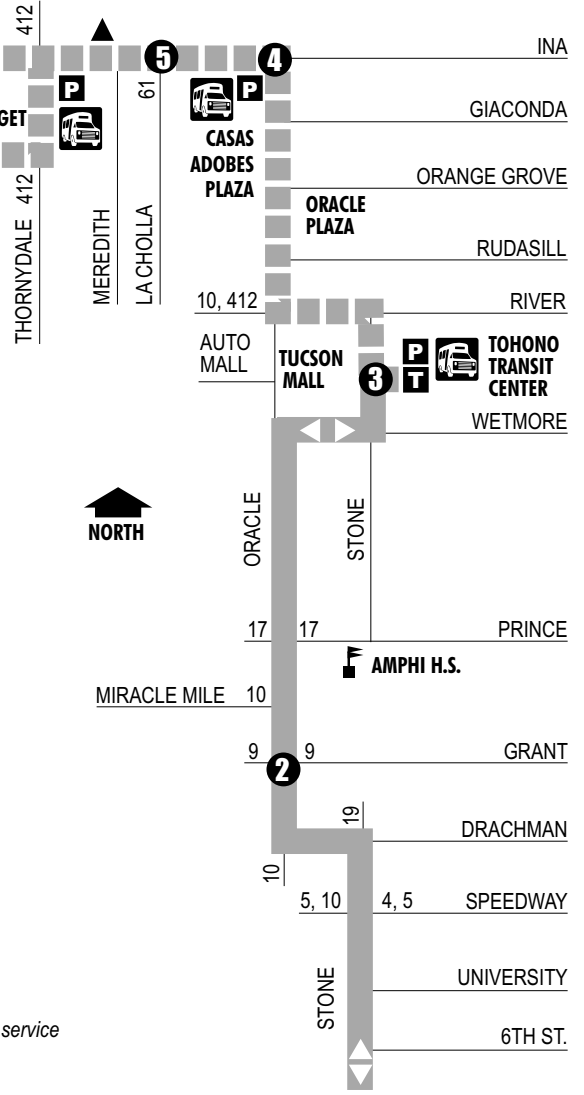 412
5
4
INA
P
61
P
GET
GIACONDA
CASAS
ADOBES
PLAZA
412
ORANGE GROVE
ORACLE
PLAZA
THORNYDALE
MEREDITH
LA CHOLLA
RUDASILL
10, 412
RIVER
AUTO
MALL
TUCSON
MALL
3
P
T
TOHONO
TRANSIT
CENTER
WETMORE
NORTH
ORACLE
STONE
17
17
PRINCE
AMPHI H.S.
MIRACLE MILE
10
9
2
9
GRANT
19
DRACHMAN
10
5, 10
4, 5
SPEEDWAY
STONE
UNIVERSITY
service
6TH ST.